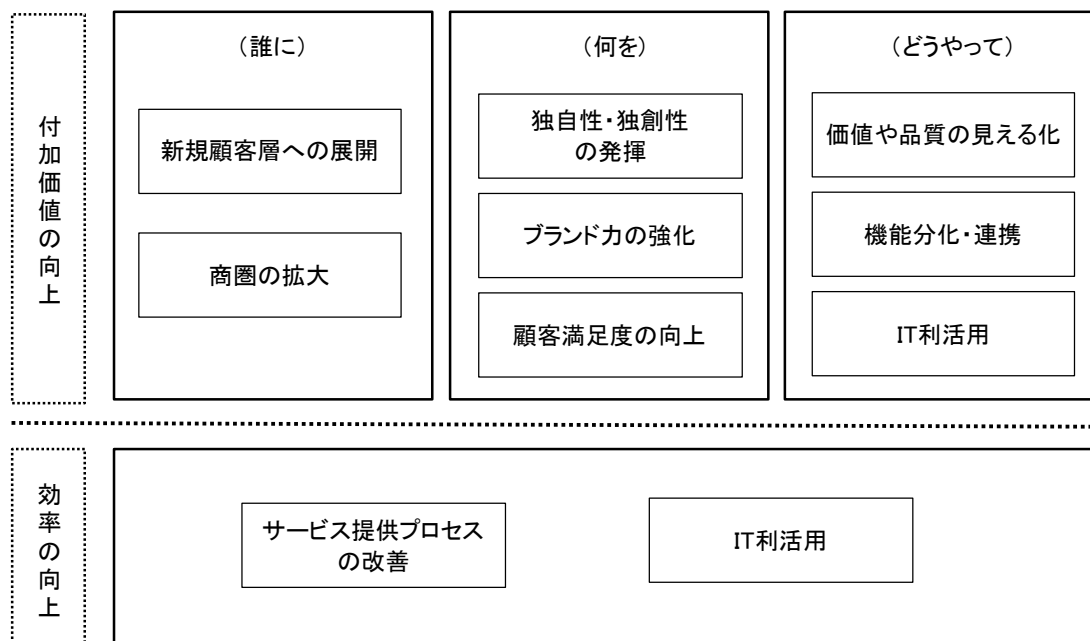 付加価値の向上
（誰に）
新規顧客層への展開
商圏の拡大
（何を）
独自性・独創性
の発揮
ブランド力の強化
顧客満足度の向上
（どうやって）
価値や品質の見える化
機能分化・連携
IT利活用
効率の向上
サービス提供プロセス
の改善
IT利活用